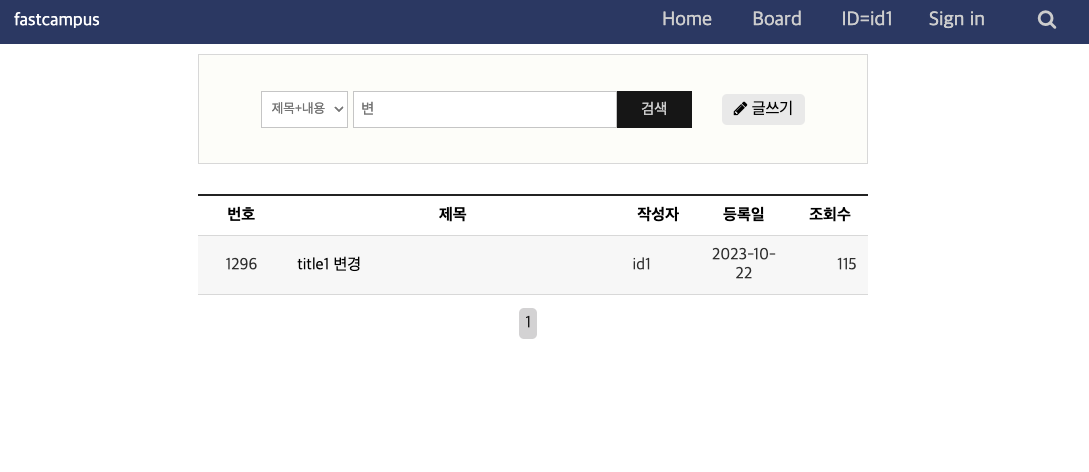 fastcampus Home Board ID=id1 Sign in
제목+내용 변 검색 글쓰기
번호 제목 작성자 등록일 조회수
1296 title1 변경 id1 2023-10-
22 115
1